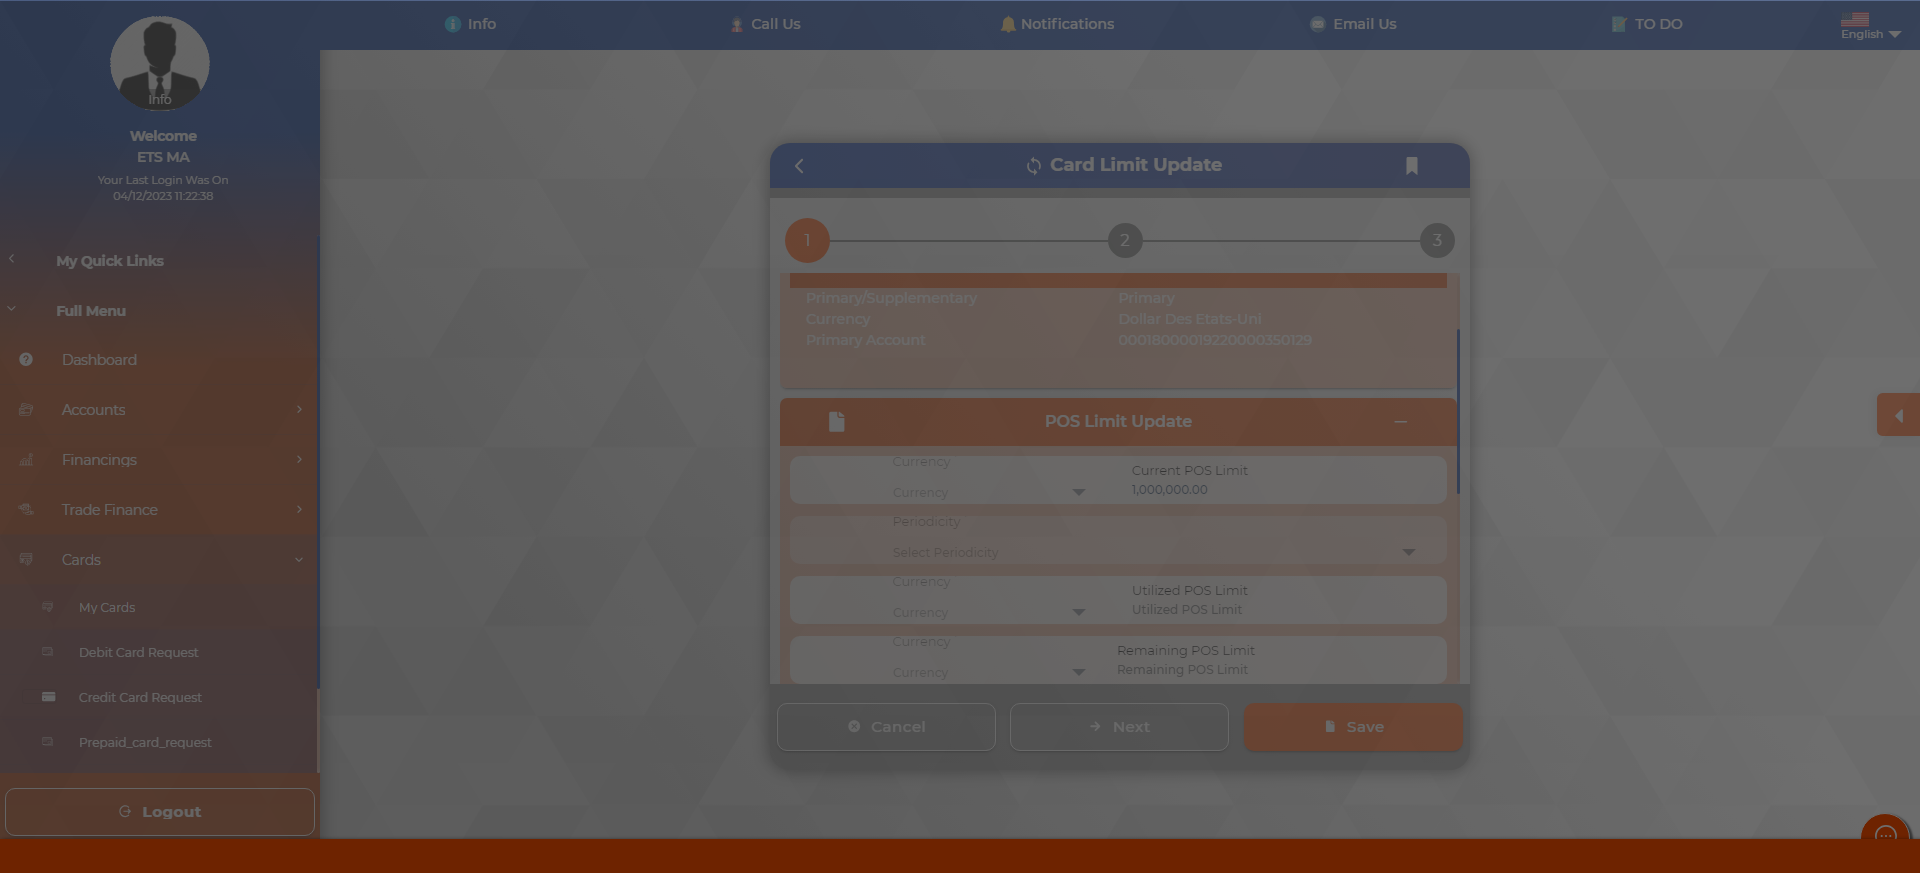 Info
Call Us
Notifications
Email Us
TO DO
English
Info
Welcome
ETS MA
Your Last Login Was On
04/12/2023 11:22:38
My Quick Links
Full Menu
Dashboard
Accounts
Financings
Trade Finance
Cards
My Cards
Debit Card Request
Credit Card Request
Prepaid_card_request
Logout
Card Limit Update
1 2 3
Primary/Supplementary Primary
Currency Dollar Des Etats-Uni
Primary Account 00018000019220000350129
POS Limit Update
Currency Current POS Limit
Currency 1,000,000.00
Periodicity
Select Periodicity
Currency Utilized POS Limit
Currency Utilized POS Limit
Currency Remaining POS Limit
Currency Remaining POS Limit
Cancel Next Save